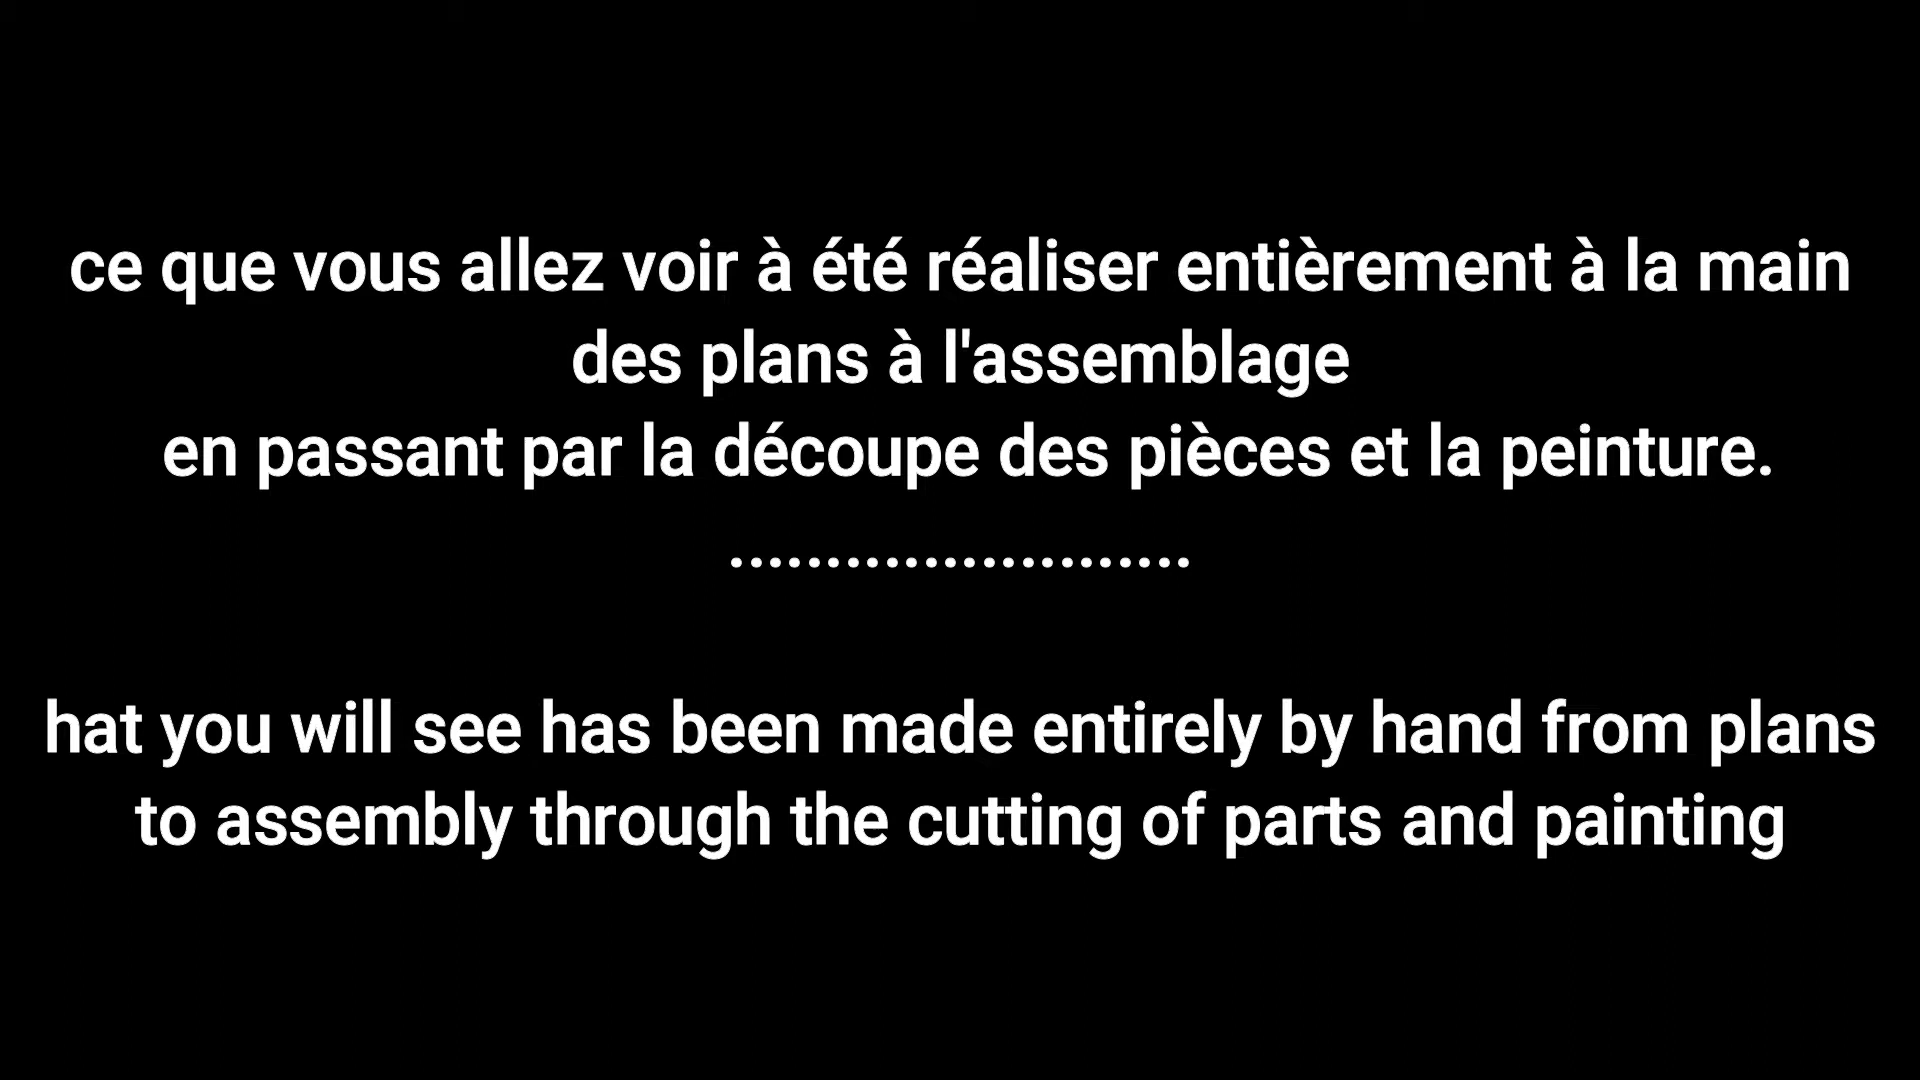 ce que vous allez voir à été réaliser entièrement à la main
des plans à l'assemblage
en passant par la découpe des pièces et la peinture.
........................
hat you will see has been made entirely by hand from plans
to assembly through the cutting of parts and painting